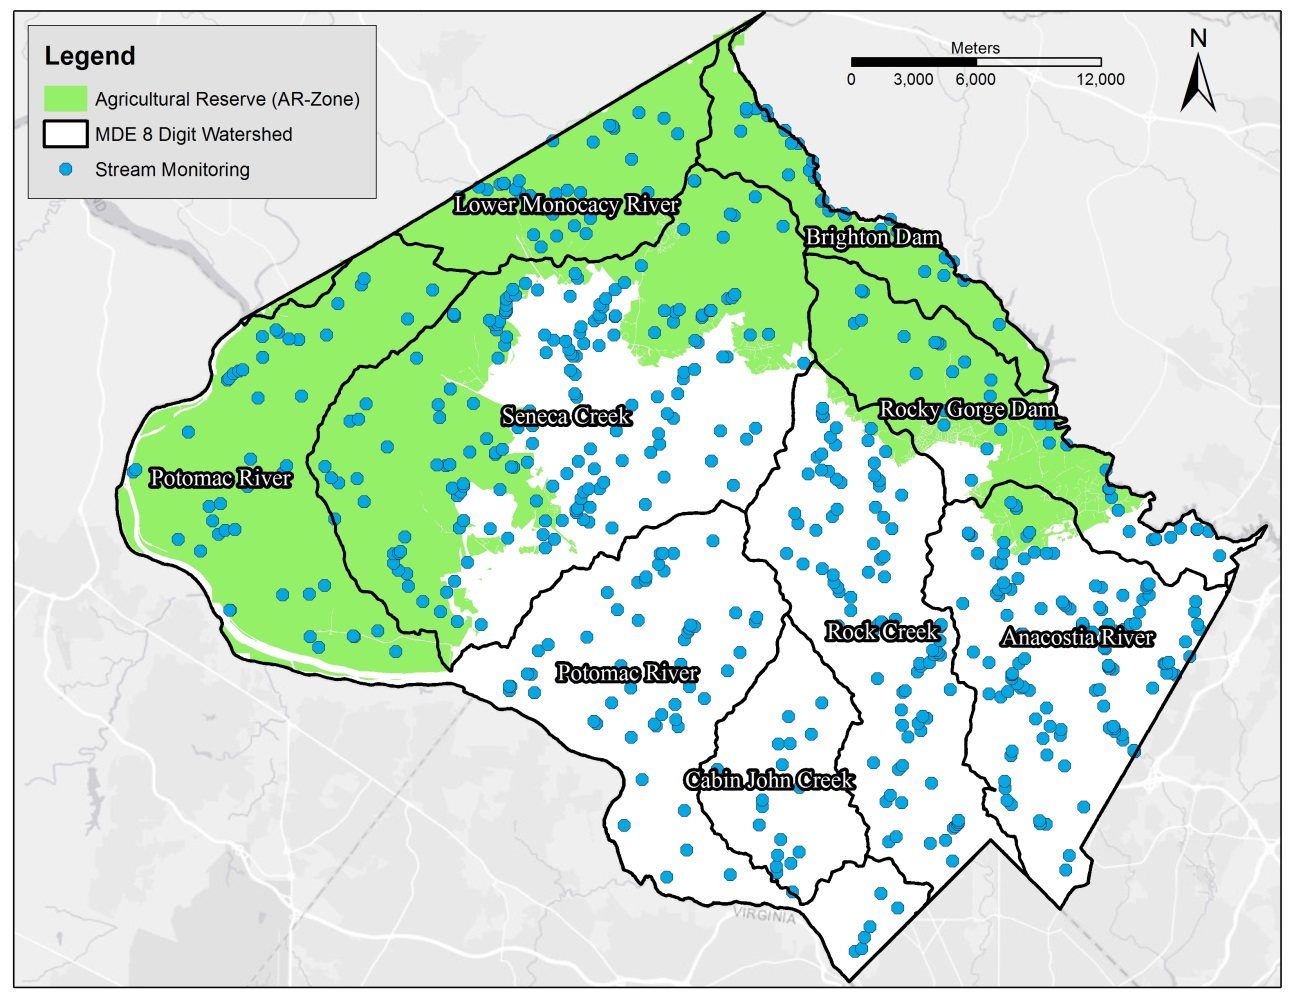 Legend
Agricultural Reserve (AR-Zone)
MDE 8 Digit Watershed
Stream Monitoring
Meters
0 3,000 6,000 12,000
N
Lower Monocacy River
Brighton Dam
Rocky Gorge Dam
Seneca Creek
Potomac River
Rock Creek
Anacostia River
Potomac River
Cabin John Creek
VIRGINIA